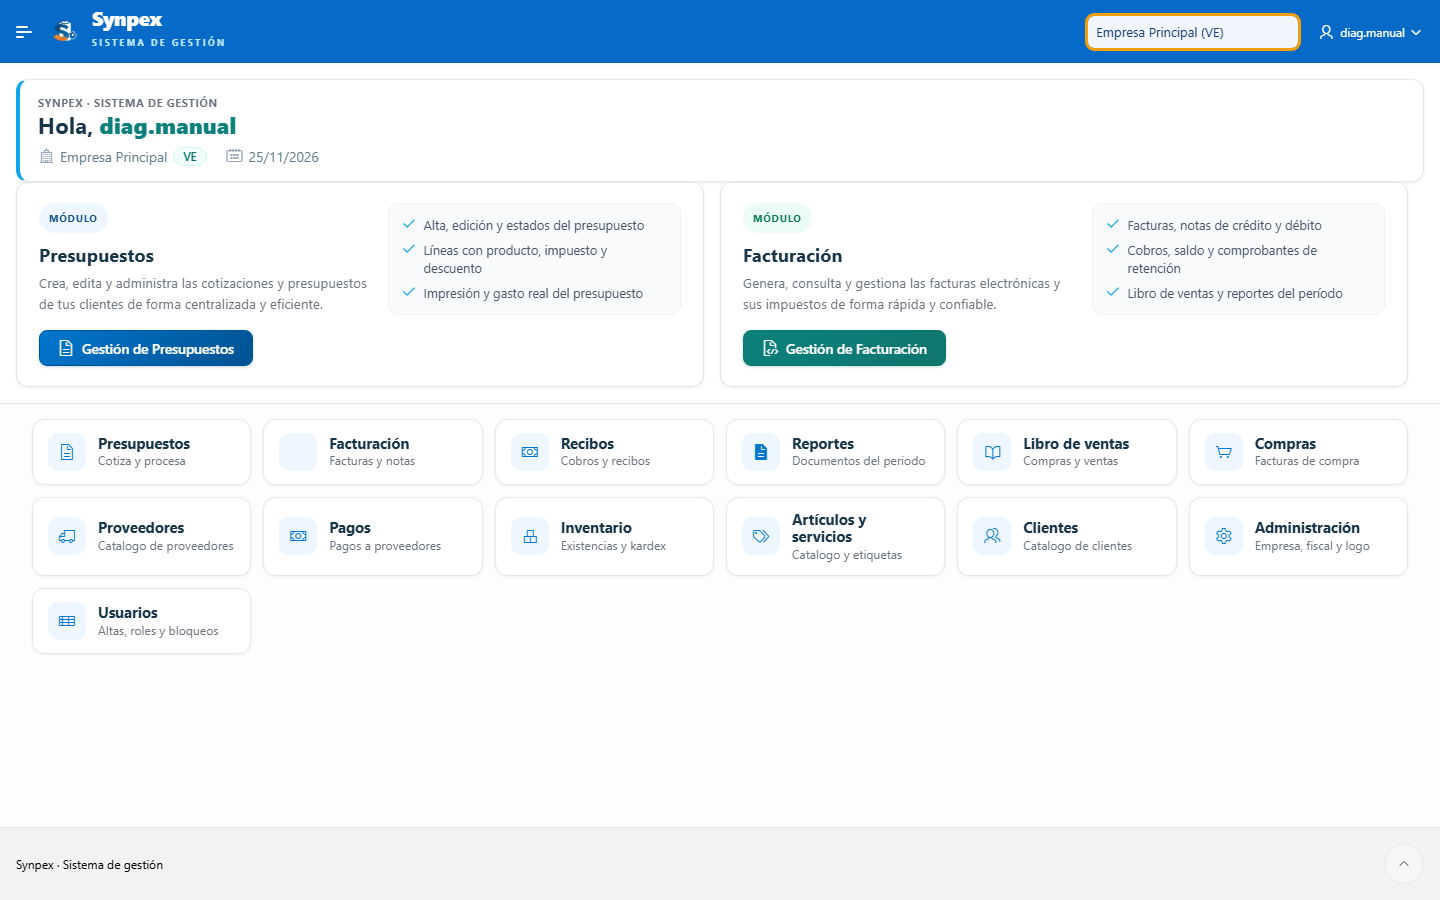 Synpex
SISTEMA DE GESTIÓN
Empresa Principal (VE)
diag.manual
SYNPEX · SISTEMA DE GESTIÓN
Hola, diag.manual
Empresa Principal VE 25/11/2026
MÓDULO
Presupuestos
Crea, edita y administra las cotizaciones y presupuestos
de tus clientes de forma centralizada y eficiente.
Gestión de Presupuestos
Alta, edición y estados del presupuesto
Líneas con producto, impuesto y
descuento
Impresión y gasto real del presupuesto
MÓDULO
Facturación
Genera, consulta y gestiona las facturas electrónicas y
sus impuestos de forma rápida y confiable.
Gestión de Facturación
Facturas, notas de crédito y débito
Cobros, saldo y comprobantes de
retención
Libro de ventas y reportes del período
Presupuestos
Cotiza y procesa
Facturación
Facturas y notas
Recibos
Cobros y recibos
Reportes
Documentos del periodo
Libro de ventas
Compras y ventas
Compras
Facturas de compra
Proveedores
Catalogo de proveedores
Pagos
Pagos a proveedores
Inventario
Existencias y kardex
Artículos y
servicios
Catalogo y etiquetas
Clientes
Catalogo de clientes
Administración
Empresa, fiscal y logo
Usuarios
Altas, roles y bloqueos
Synpex · Sistema de gestión